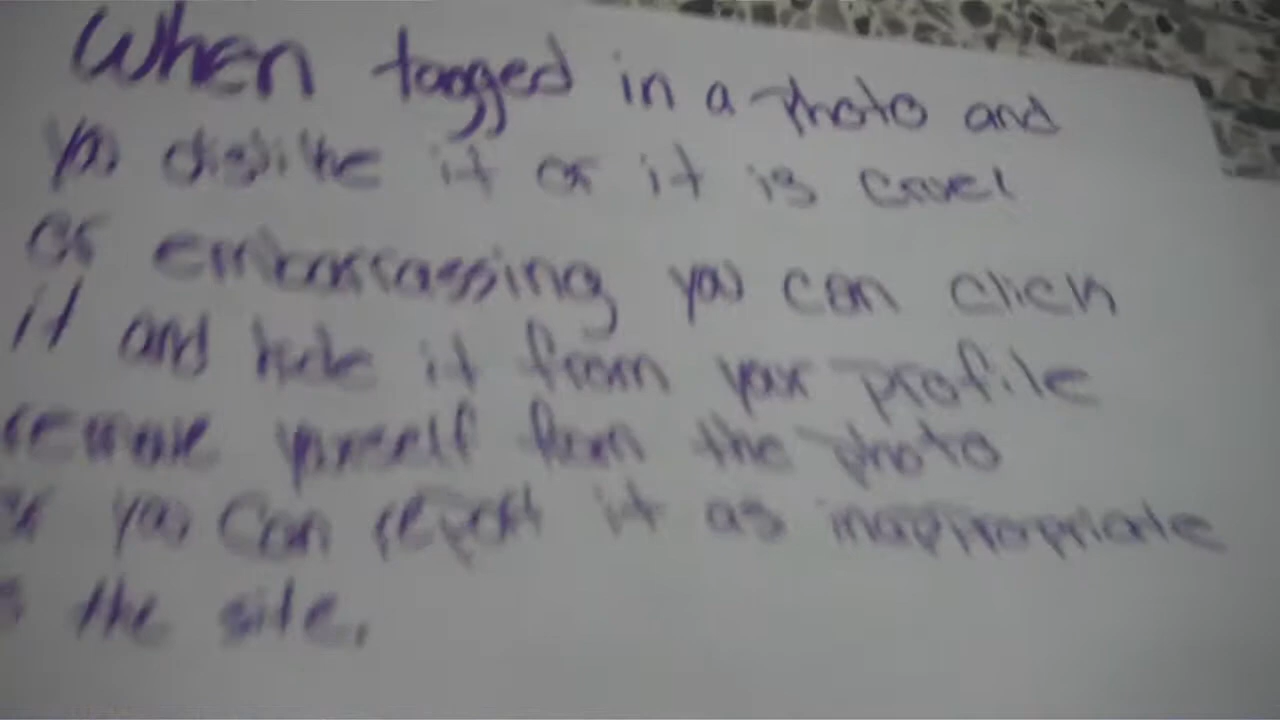 When tagged in a photo and
you dislike it or it is cruel
or embarrassing you can click
it and hide it from your profile
remove yourself from the photo
or you can report it as inappropriate
the site.